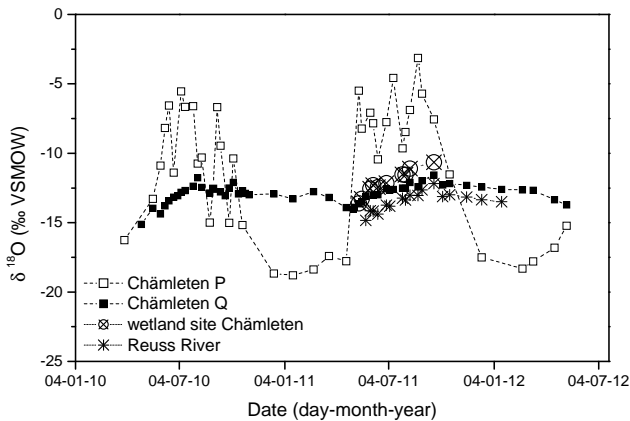 0
-5
-10
-15
-20
-25
δ ¹⁸O (‰ VSMOW)
Chämleten P
Chämleten Q
wetland site Chämleten
Reuss River
04-01-10 04-07-10 04-01-11 04-07-11 04-01-12 04-07-12
Date (day-month-year)